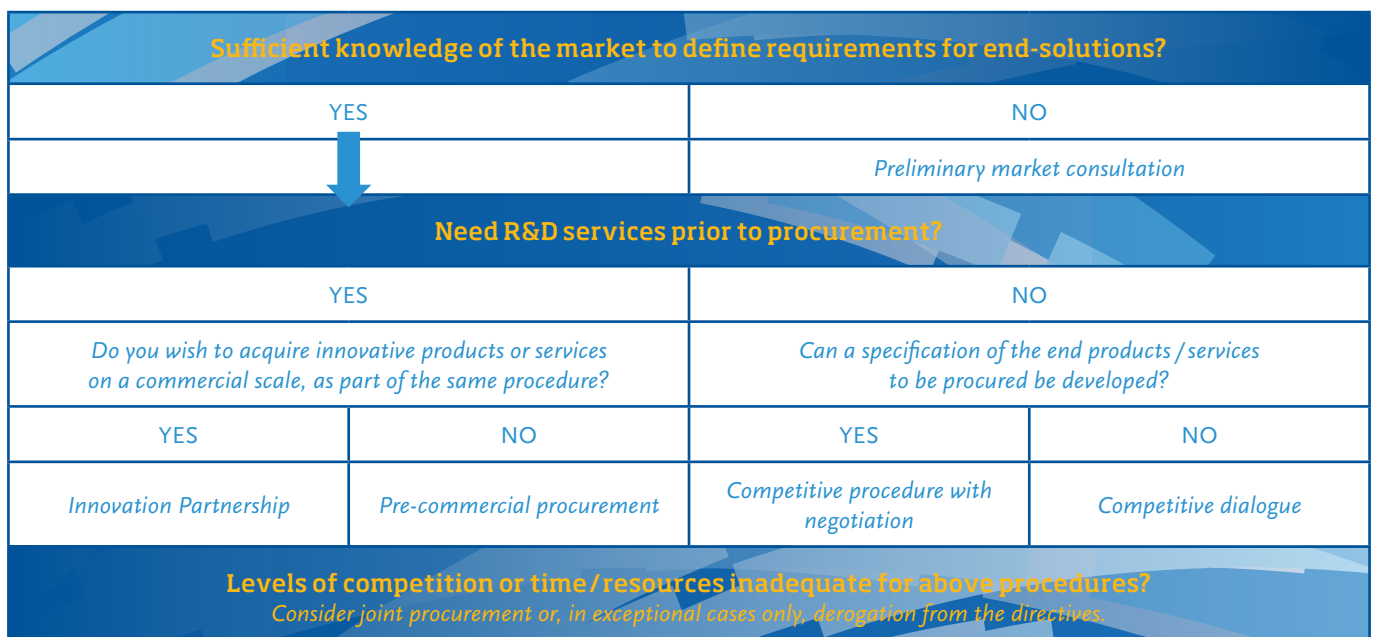 Sufficient knowledge of the market to define requirements for end-solutions?
YES
NO
Preliminary market consultation
Need R&D services prior to procurement?
YES
NO
Do you wish to acquire innovative products or services
on a commercial scale, as part of the same procedure?
Can a specification of the end products / services
to be procured be developed?
YES
NO
YES
NO
Innovation Partnership
Pre-commercial procurement
Competitive procedure with
negotiation
Competitive dialogue
Levels of competition or time / resources inadequate for above procedures?
Consider joint procurement or, in exceptional cases only, derogation from the directives.